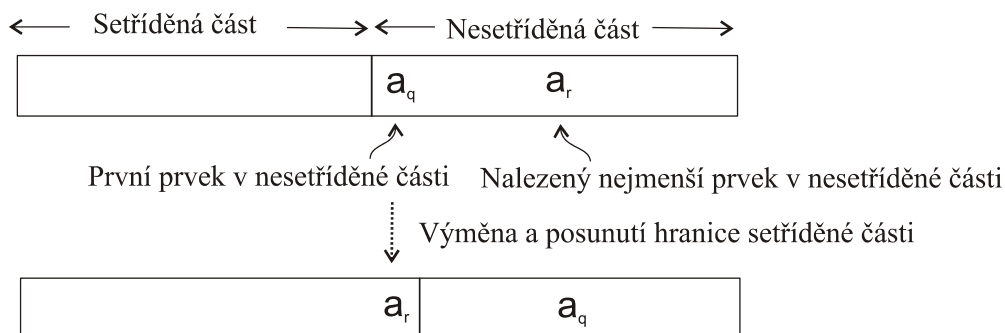 Setříděná část Nesetříděná část
a_q a_r
První prvek v nesetříděné části Nalezený nejmenší prvek v nesetříděné části
Výměna a posunutí hranice setříděné části
a_r a_q